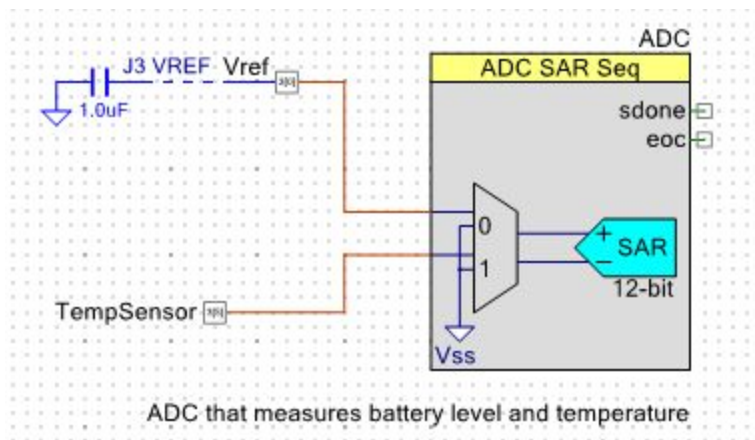 ADC
J3 VREF Vref
ADC SAR Seq
1.0uF
sdone
eoc
0
+
SAR
1
−
12-bit
TempSensor
Vss
ADC that measures battery level and temperature